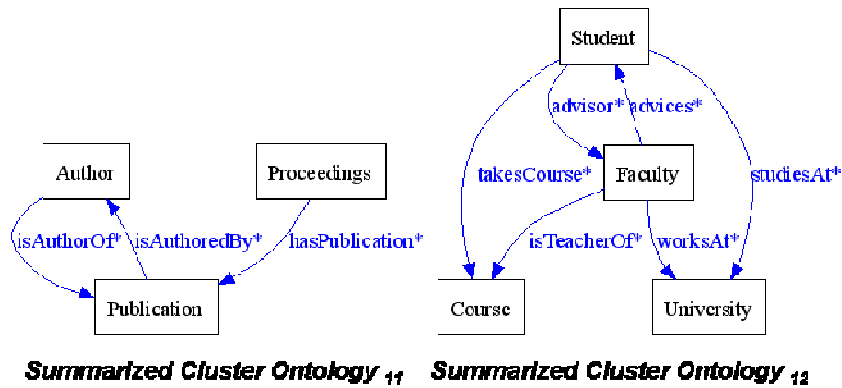 Student
advisor* advices*
Author
Proceedings
takesCourse*
Faculty
studiesAt*
isAuthorOf* isAuthoredBy* hasPublication*
isTeacherOf* worksAt*
Publication
Course
University
Summarized Cluster Ontology 11
Summarized Cluster Ontology 12